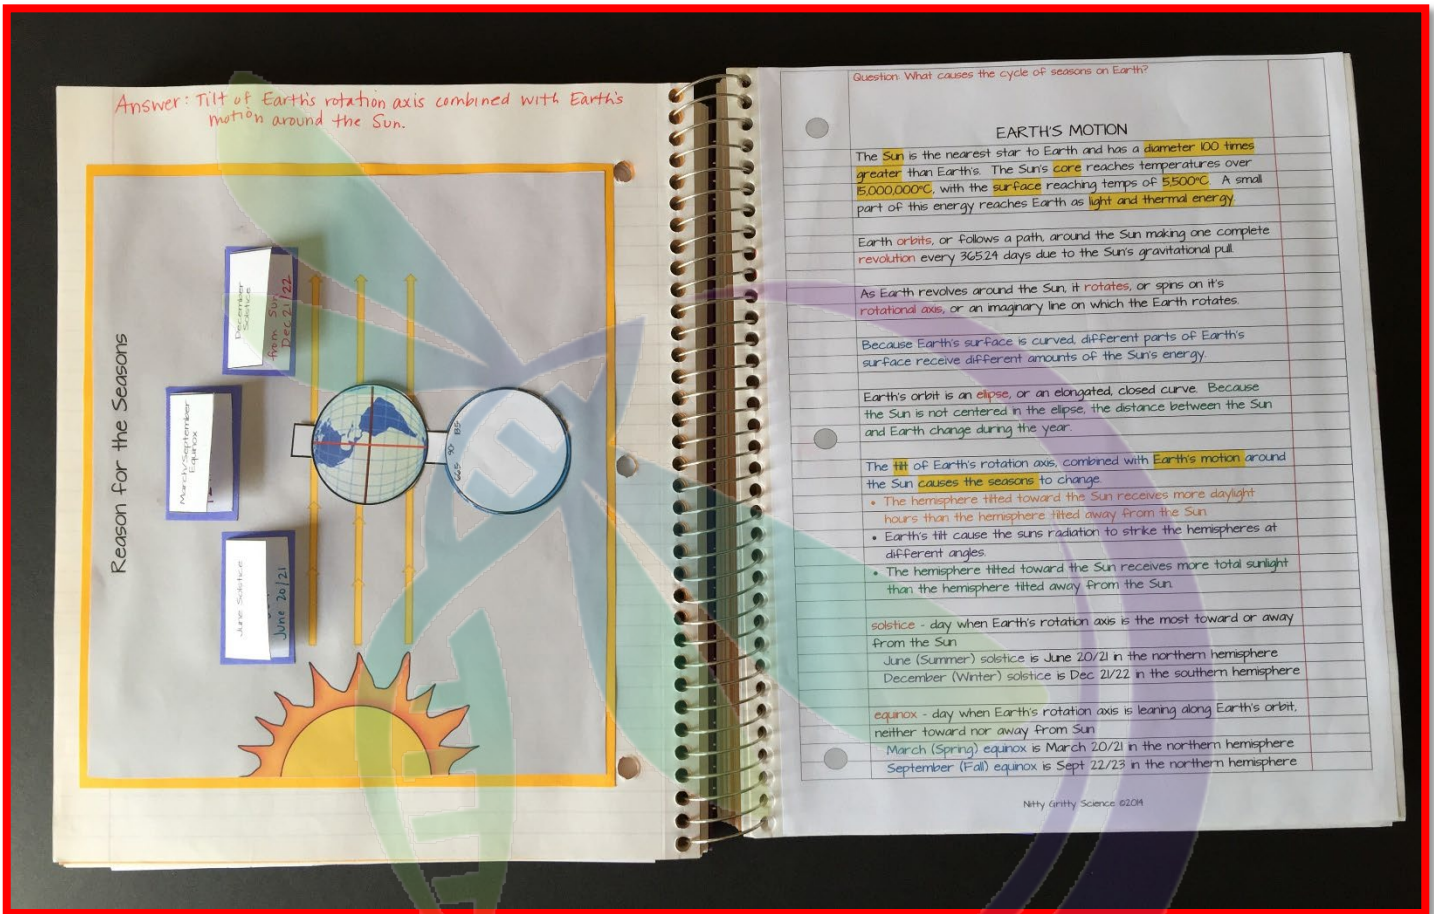 Answer: Tilt of Earth's rotation axis combined with Earth's
motion around the Sun.
Reason for the Seasons
December
Solstice
from Sun
Dec 21/22
March/September
Equinox
June Solstice
June 20/21
Question: What causes the cycle of seasons on Earth?
EARTH'S MOTION
The Sun is the nearest star to Earth and has a diameter 100 times
greater than Earth's. The Sun's core reaches temperatures over
15,000,000°C, with the surface reaching temps of 5,500°C. A small
part of this energy reaches Earth as light and thermal energy.
Earth orbits, or follows a path, around the Sun making one complete
revolution every 365.24 days due to the Sun's gravitational pull.
As Earth revolves around the Sun, it rotates, or spins on it's
rotational axis, or an imaginary line on which the Earth rotates.
Because Earth's surface is curved, different parts of Earth's
surface receive different amounts of the Sun's energy.
Earth's orbit is an elipse, or an elongated, closed curve. Because
the Sun is not centered in the elipse, the distance between the Sun
and Earth change during the year.
The tilt of Earth's rotation axis, combined with Earth's motion around
the Sun causes the seasons to change.
• The hemisphere tilted toward the Sun receives more daylight
hours than the hemisphere tilted away from the Sun.
• Earth's tilt cause the suns radiation to strike the hemispheres at
different angles.
• The hemisphere tilted toward the Sun receives more total sunlight
than the hemisphere tilted away from the Sun.
solstice - day when Earth's rotation axis is the most toward or away
from the Sun
June (Summer) solstice is June 20/21 in the northern hemisphere
December (Winter) solstice is Dec 21/22 in the southern hemisphere
equinox - day when Earth's rotation axis is leaning along Earth's orbit,
neither toward nor away from Sun
March (Spring) equinox is March 20/21 in the northern hemisphere
September (Fall) equinox is Sept 22/23 in the northern hemisphere
Nitty Gritty Science ©2014